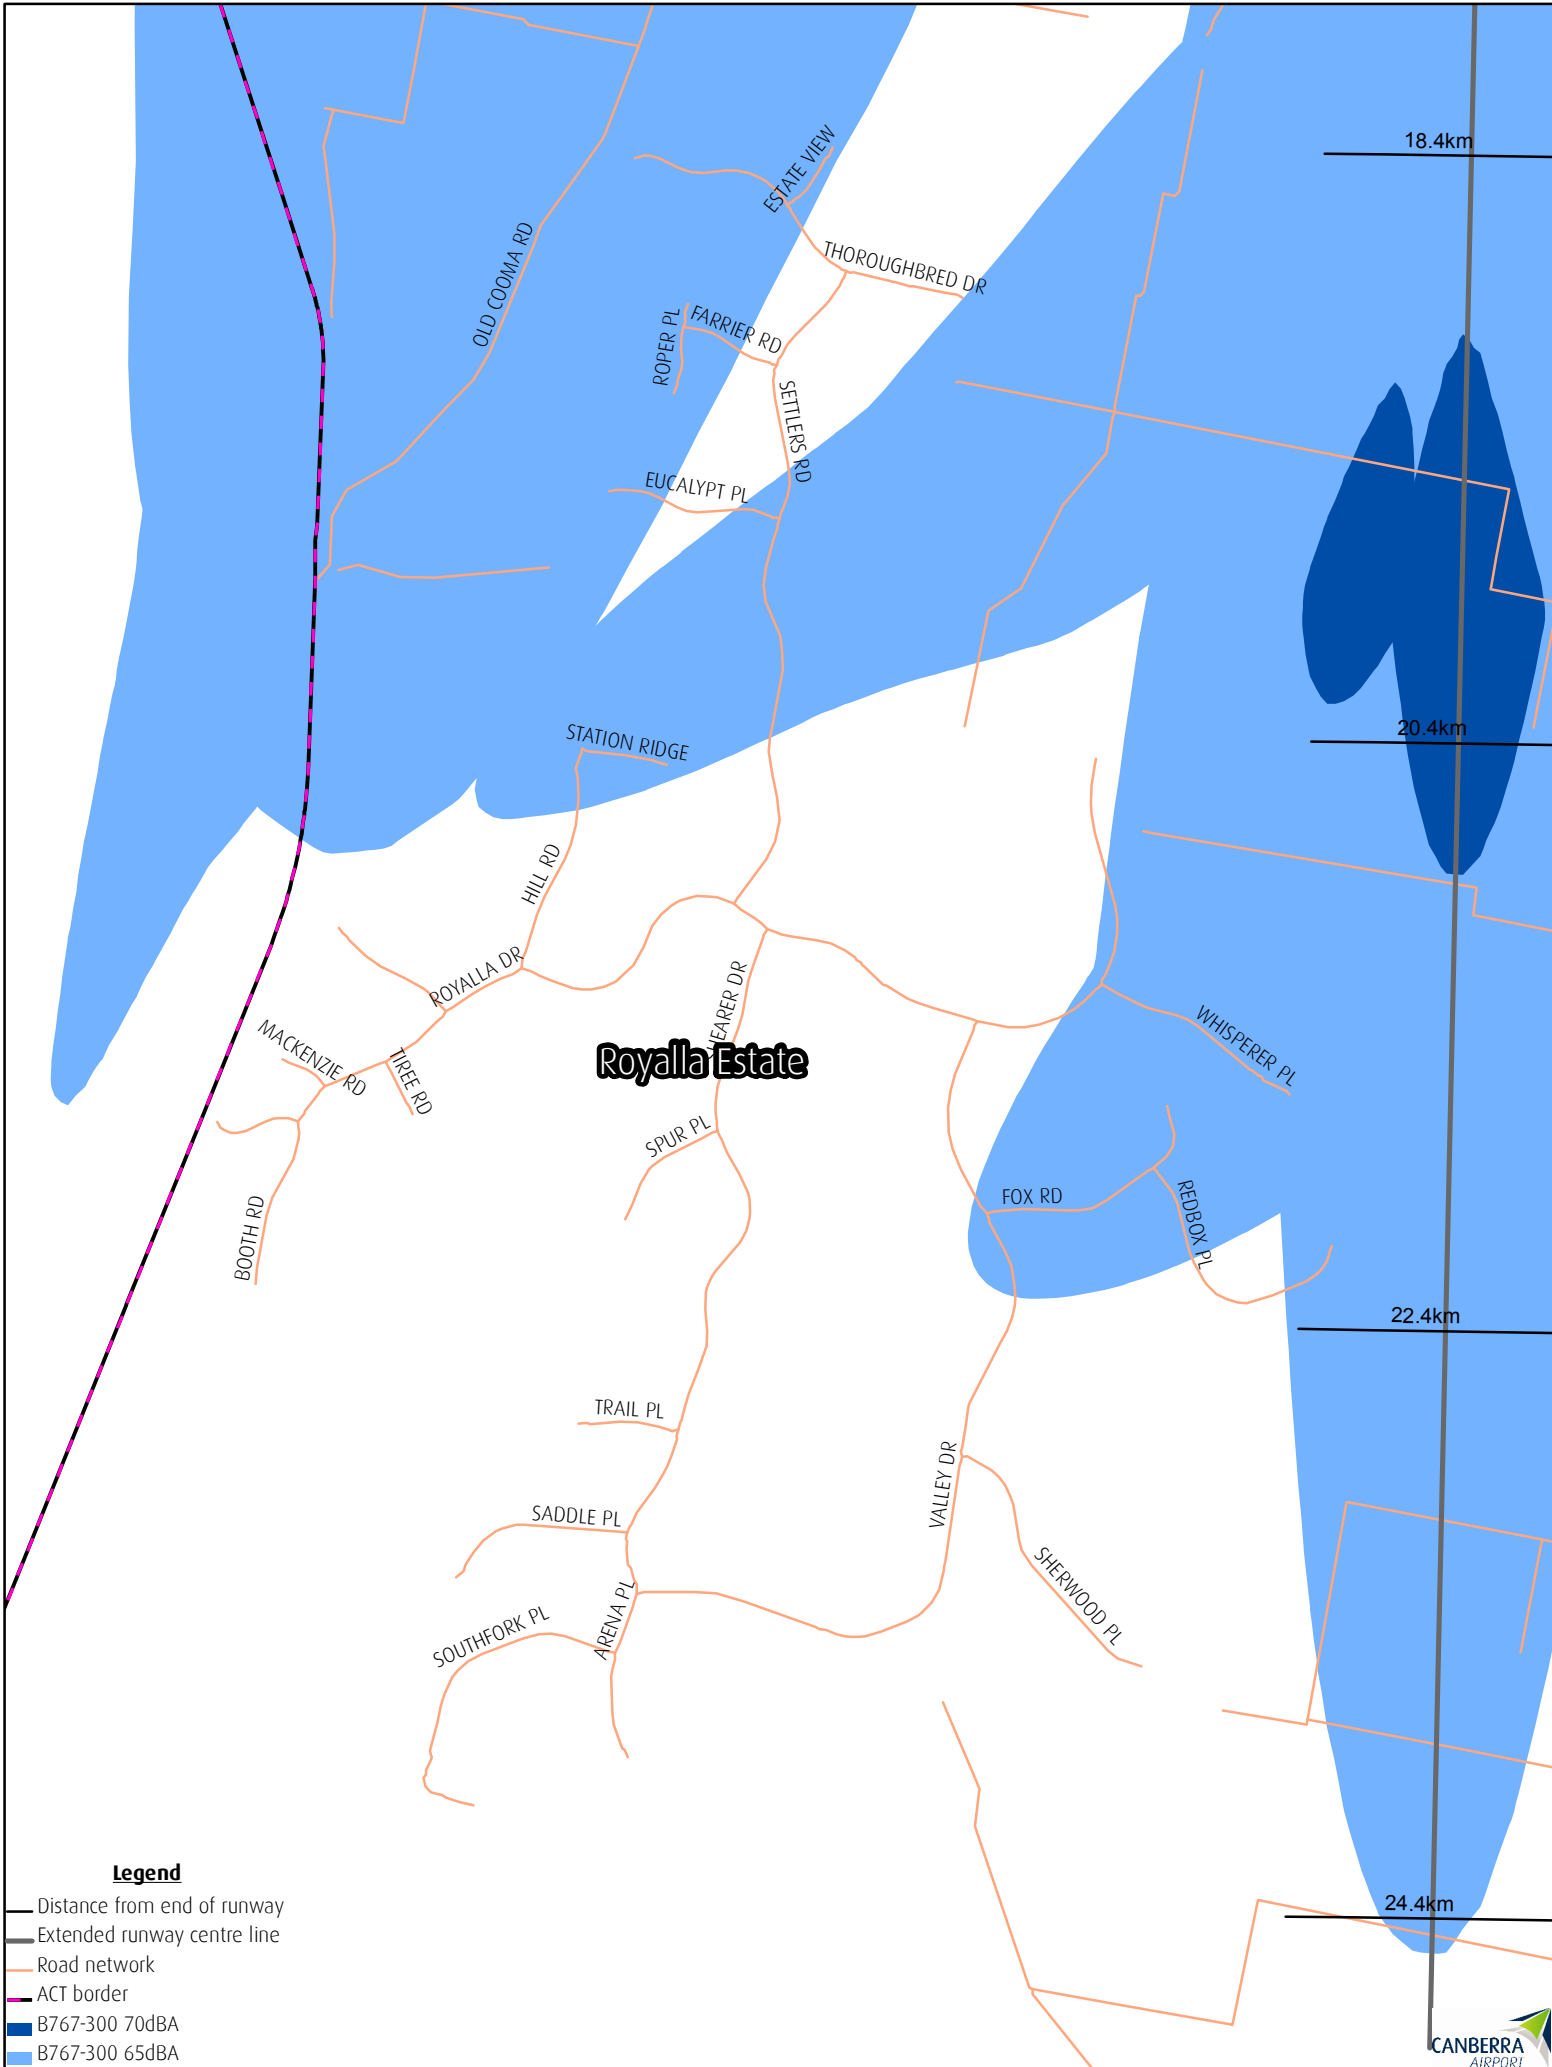 18.4km
ESTATE VIEW
THOROUGHBRED DR
OLD COOMA RD
ROPER PL
FARRIER RD
SETTLERS RD
EUCALYPT PL
STATION RIDGE
20.4km
HILL RD
ROYALLA DR
HEARER DR
MACKENZIE RD
TIREE RD
Royalla Estate
WHISPERER PL
SPUR PL
FOX RD
REDBOX PL
BOOTH RD
22.4km
TRAIL PL
VALLEY DR
SADDLE PL
SHERWOOD PL
ARENA PL
SOUTHFORK PL
24.4km
Legend
Distance from end of runway
Extended runway centre line
Road network
ACT border
B767-300 70dBA
B767-300 65dBA
CANBERRA
AIRPORT